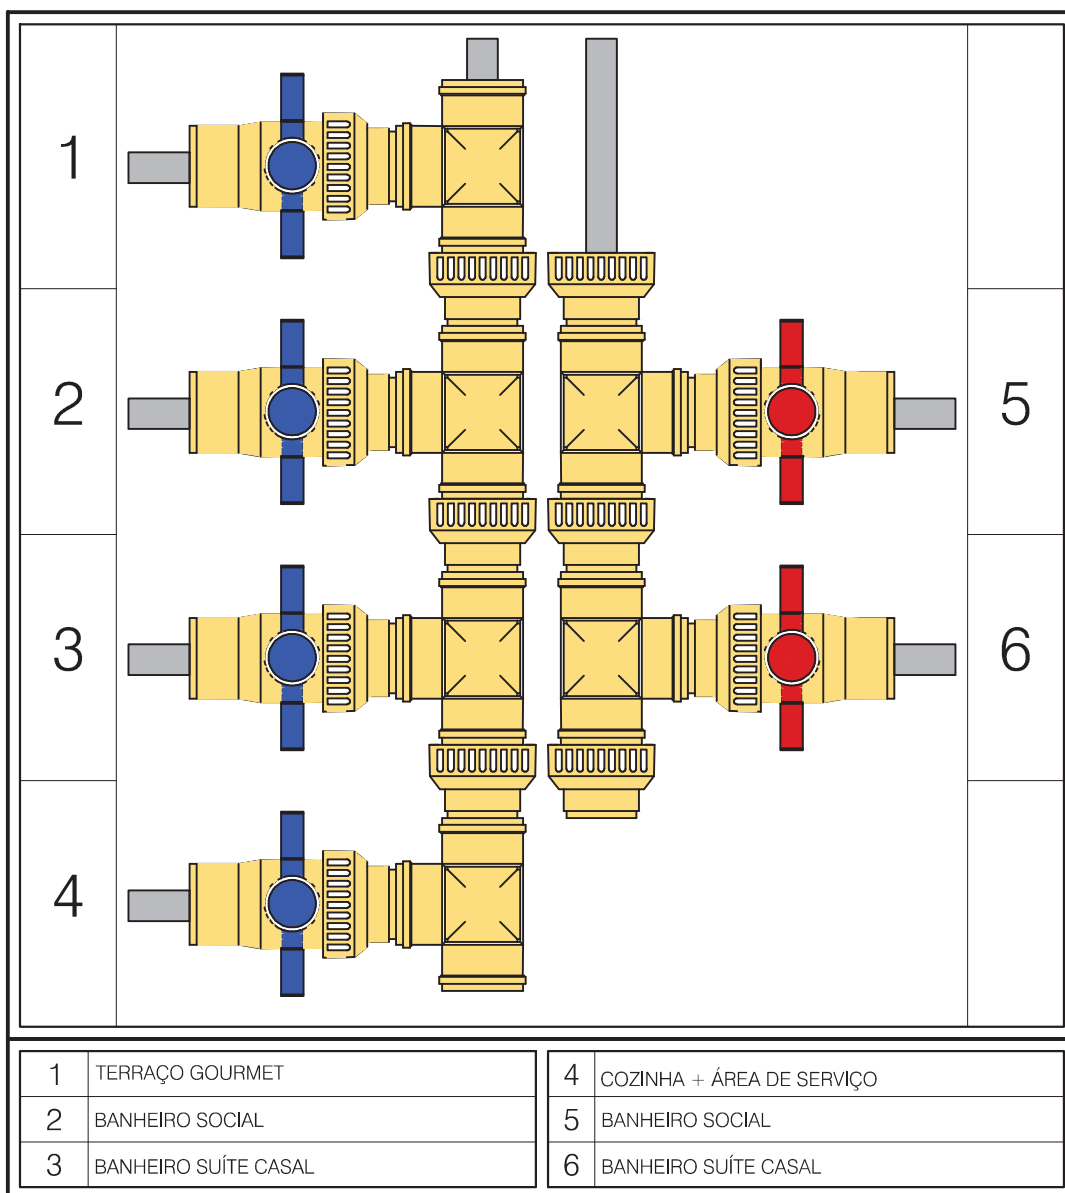 1
2
3
4
5
6
1 TERRAÇO GOURMET
2 BANHEIRO SOCIAL
3 BANHEIRO SUÍTE CASAL
4 COZINHA + ÁREA DE SERVIÇO
5 BANHEIRO SOCIAL
6 BANHEIRO SUÍTE CASAL